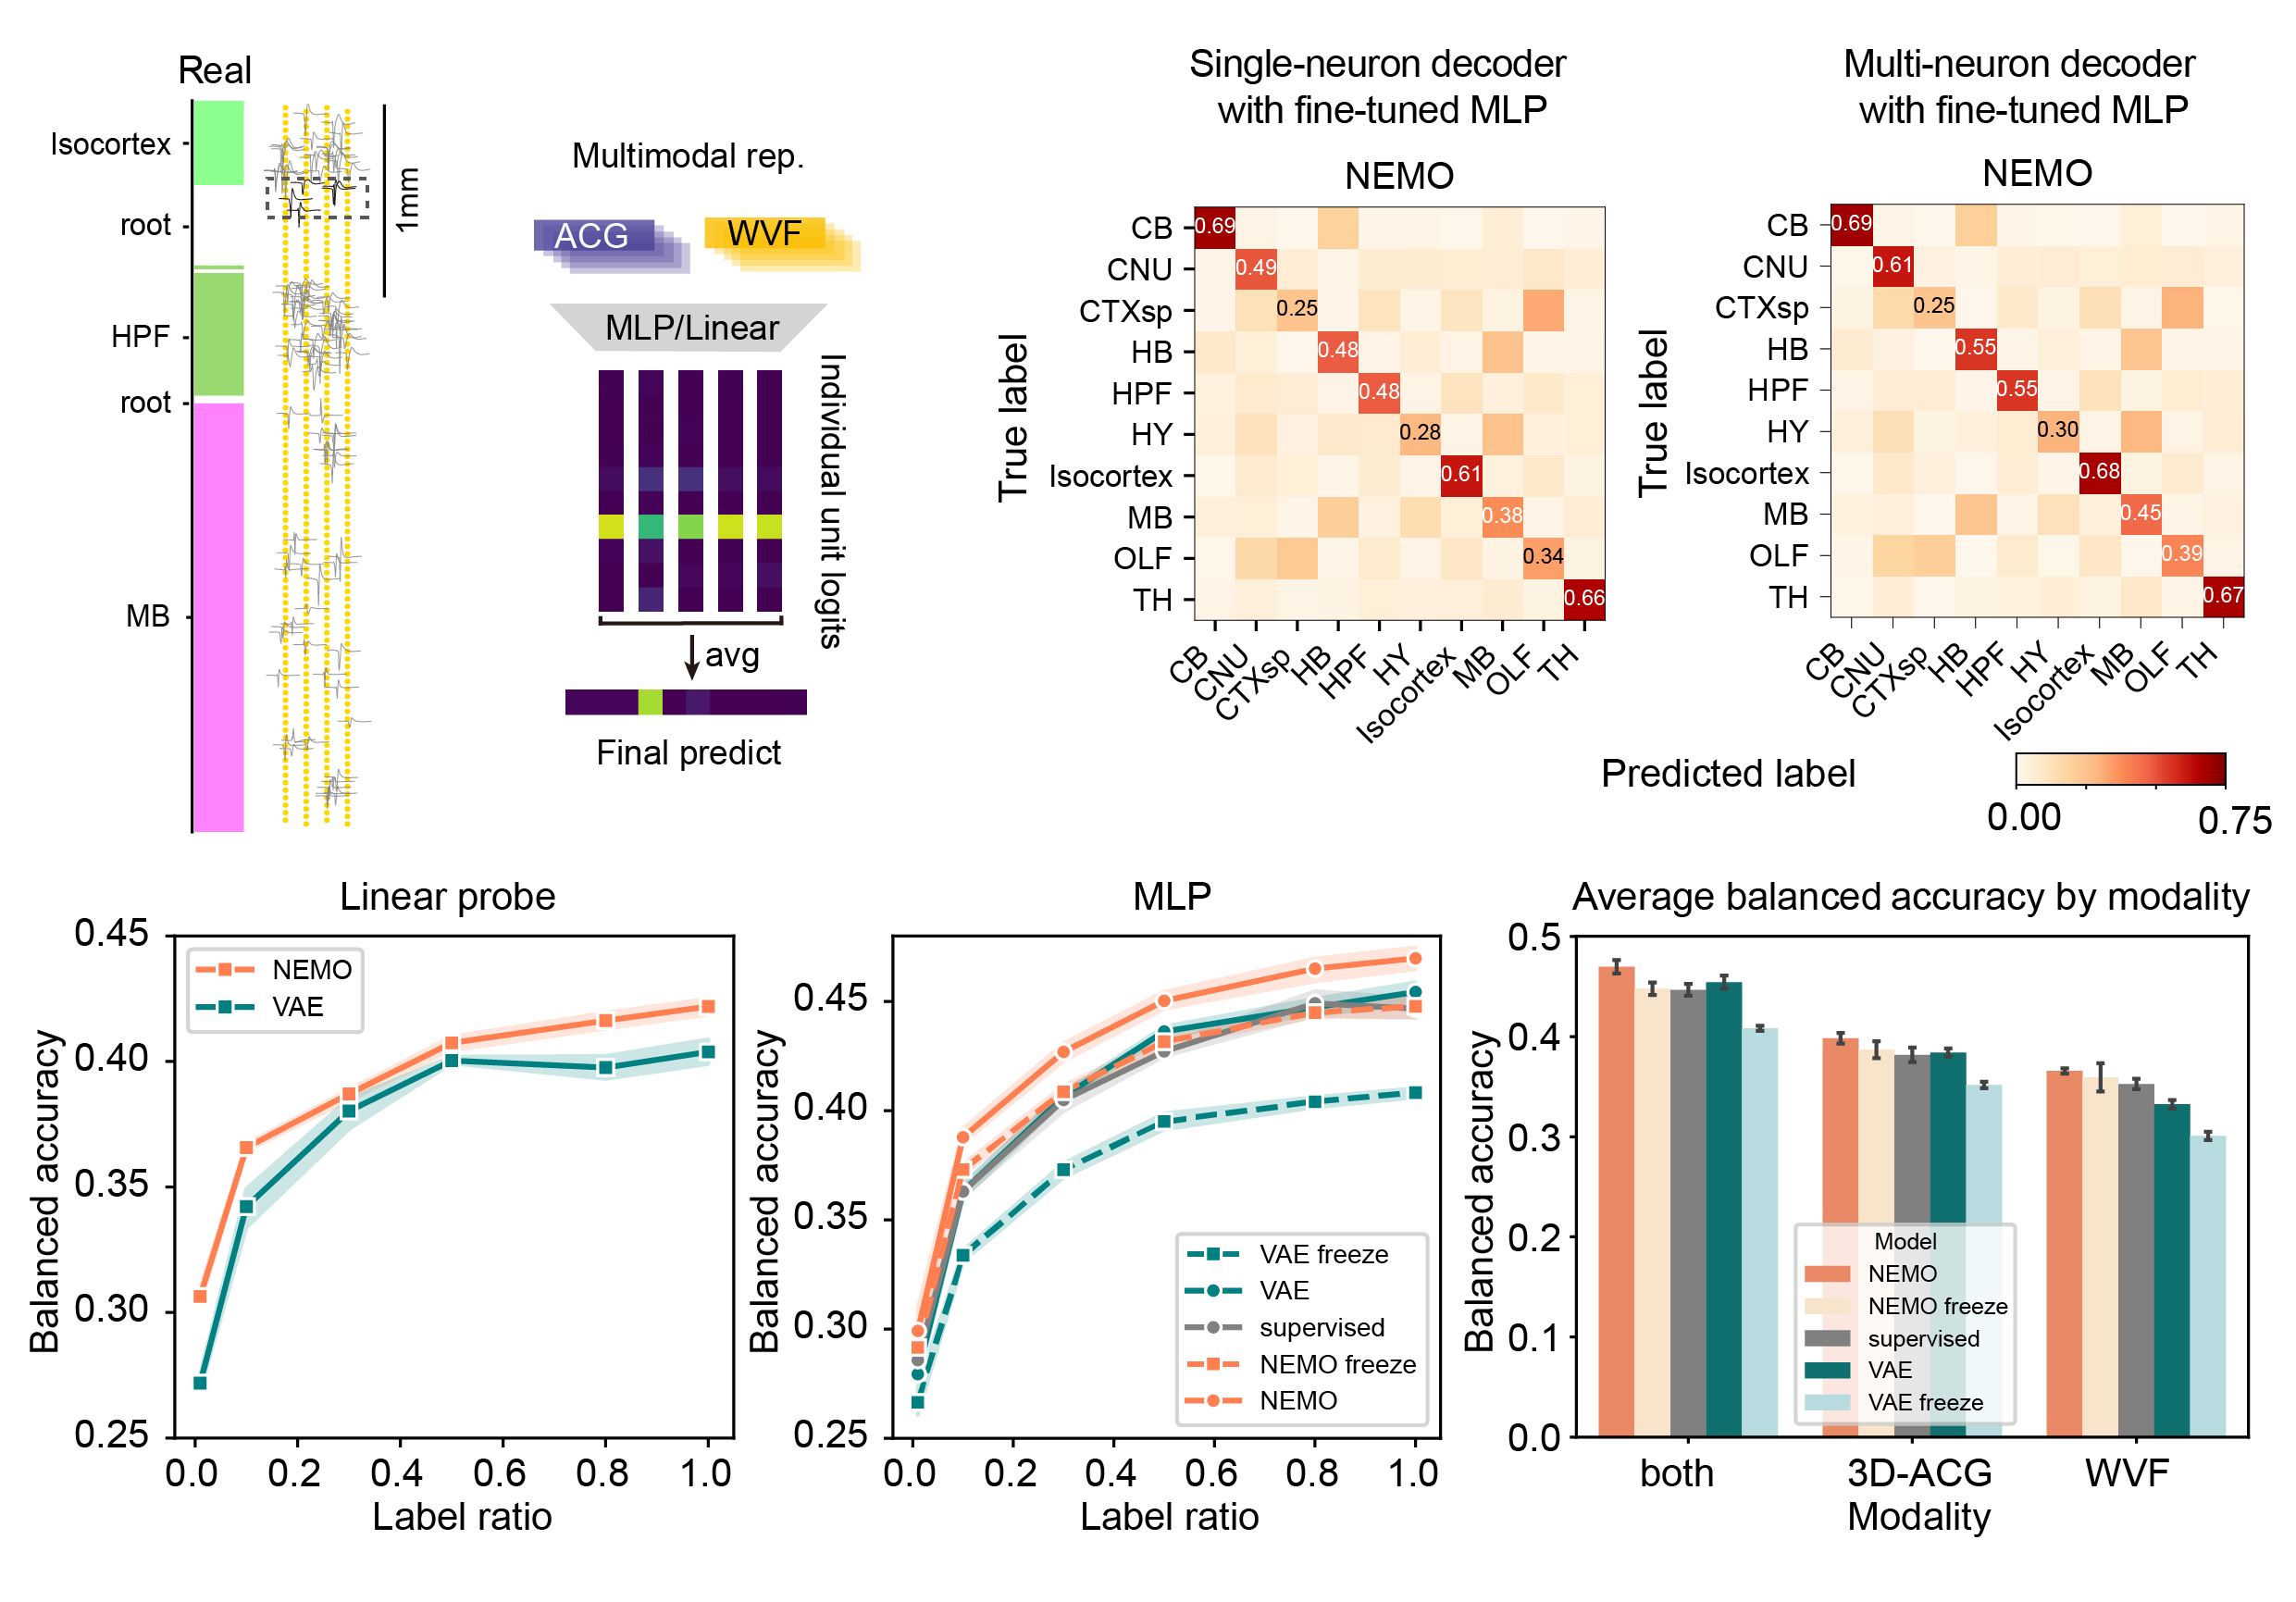 Real
Isocortex
root
HPF
root
MB
1mm
Multimodal rep.
ACG
WVF
MLP/Linear
Individual unit logits
avg
Final predict
Single-neuron decoder
with fine-tuned MLP
NEMO
True label
CB
CNU
CTXsp
HB
HPF
HY
Isocortex
MB
OLF
TH
0.69
0.49
0.25
0.48
0.48
0.28
0.61
0.38
0.34
0.66
CB
CNU
CTXsp
HB
HPF
HY
Isocortex
MB
OLF
TH
Multi-neuron decoder
with fine-tuned MLP
NEMO
True label
CB
CNU
CTXsp
HB
HPF
HY
Isocortex
MB
OLF
TH
0.69
0.61
0.25
0.55
0.55
0.30
0.68
0.45
0.39
0.67
CB
CNU
CTXsp
HB
HPF
HY
Isocortex
MB
OLF
TH
Predicted label
0.00
0.75
Linear probe
Balanced accuracy
0.45
0.40
0.35
0.30
0.25
NEMO
VAE
0.0 0.2 0.4 0.6 0.8 1.0
Label ratio
MLP
Balanced accuracy
0.45
0.40
0.35
0.30
0.25
VAE freeze
VAE
supervised
NEMO freeze
NEMO
0.0 0.2 0.4 0.6 0.8 1.0
Label ratio
Average balanced accuracy by modality
Balanced accuracy
0.5
0.4
0.3
0.2
0.1
0.0
Model
NEMO
NEMO freeze
supervised
VAE
VAE freeze
both 3D-ACG WVF
Modality